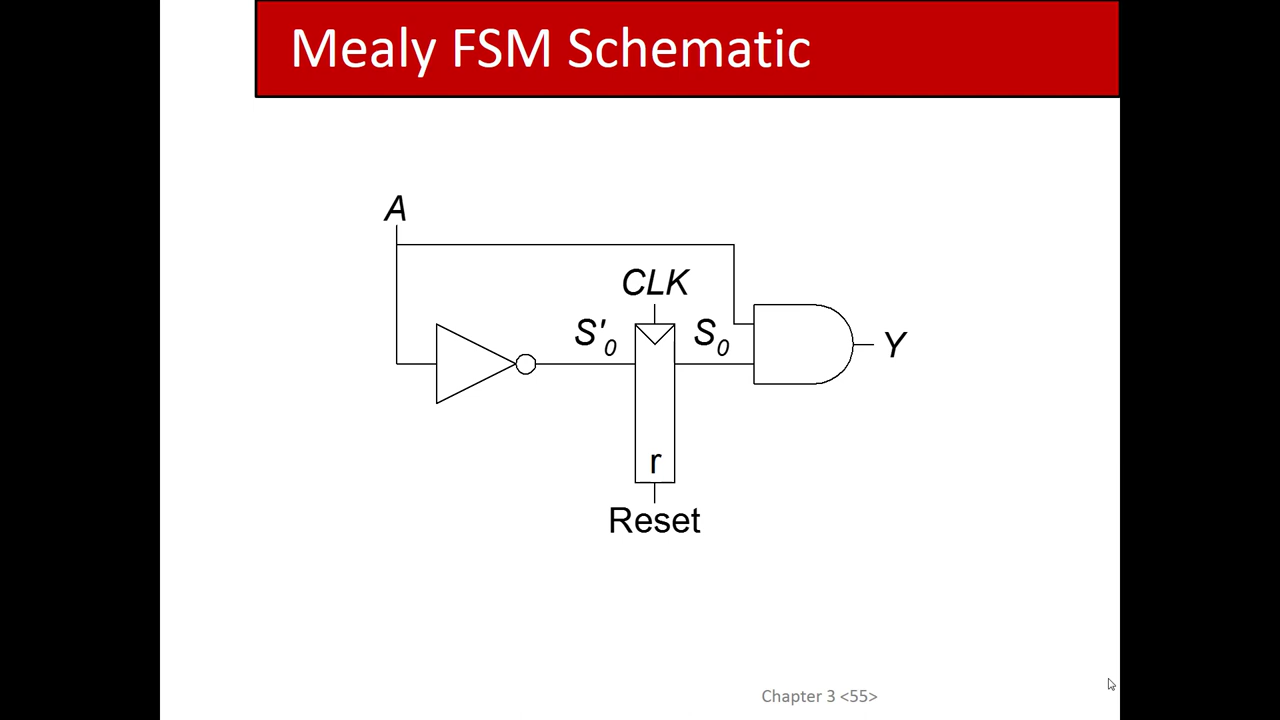 Mealy FSM Schematic
A
CLK
S'0
S0
Y
r
Reset
Chapter 3 <55>